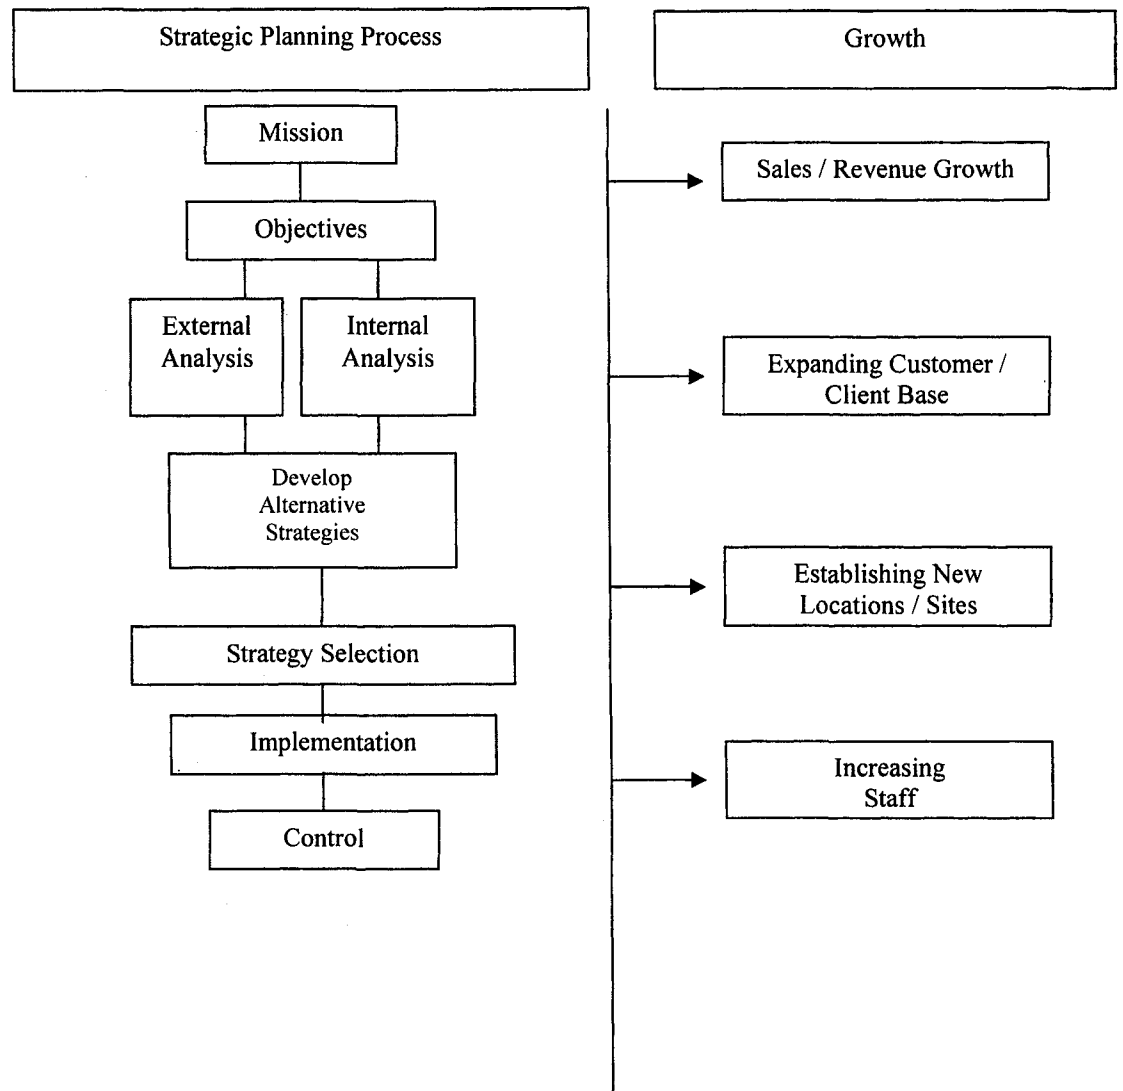 Strategic Planning Process
Growth
Mission
Sales / Revenue Growth
Objectives
External
Analysis
Internal
Analysis
Expanding Customer /
Client Base
Develop
Alternative
Strategies
Establishing New
Locations / Sites
Strategy Selection
Implementation
Increasing
Staff
Control